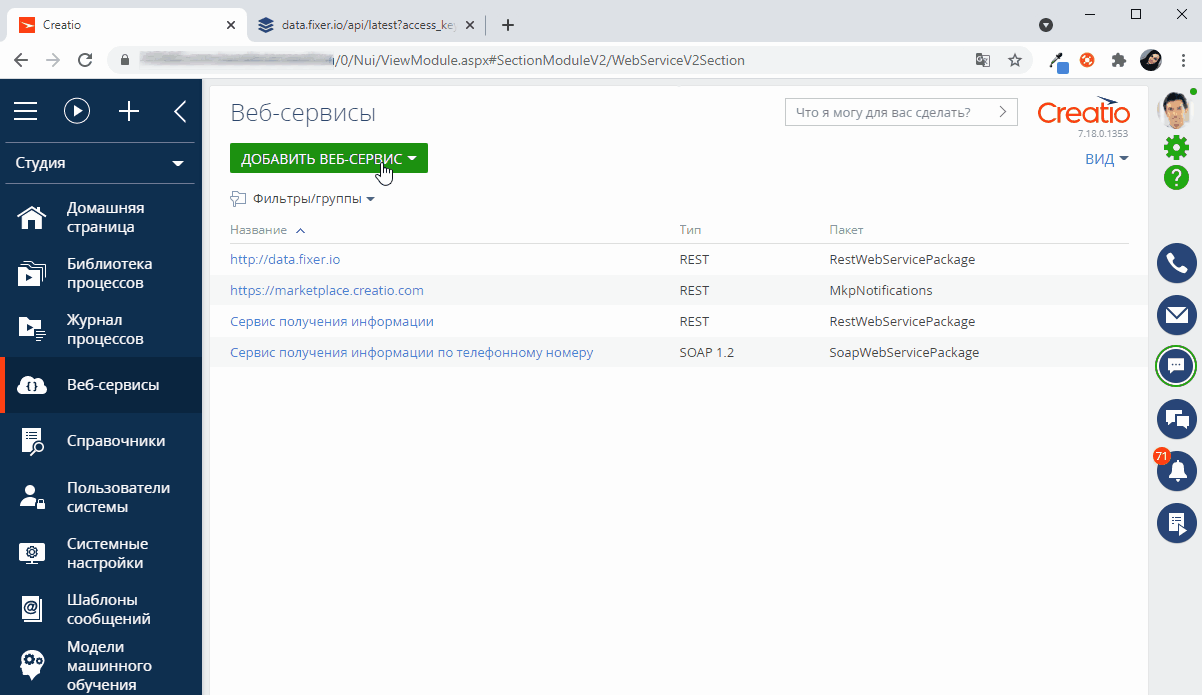 Creatio
data.fixer.io/api/latest?access_key
/0/Nui/ViewModule.aspx#SectionModuleV2/WebServiceV2Section
Студия
Домашняя
страница
Библиотека
процессов
Журнал
процессов
Веб-сервисы
Справочники
Пользователи
системы
Системные
настройки
Шаблоны
сообщений
Модели
машинного
обучения
Веб-сервисы
Что я могу для вас сделать?
Creatio
7.18.0.1353
ДОБАВИТЬ ВЕБ-СЕРВИС
ВИД
Фильтры/группы
Название Тип Пакет
http://data.fixer.io REST RestWebServicePackage
https://marketplace.creatio.com REST MkpNotifications
Сервис получения информации REST RestWebServicePackage
Сервис получения информации по телефонному номеру SOAP 1.2 SoapWebServicePackage
?
71